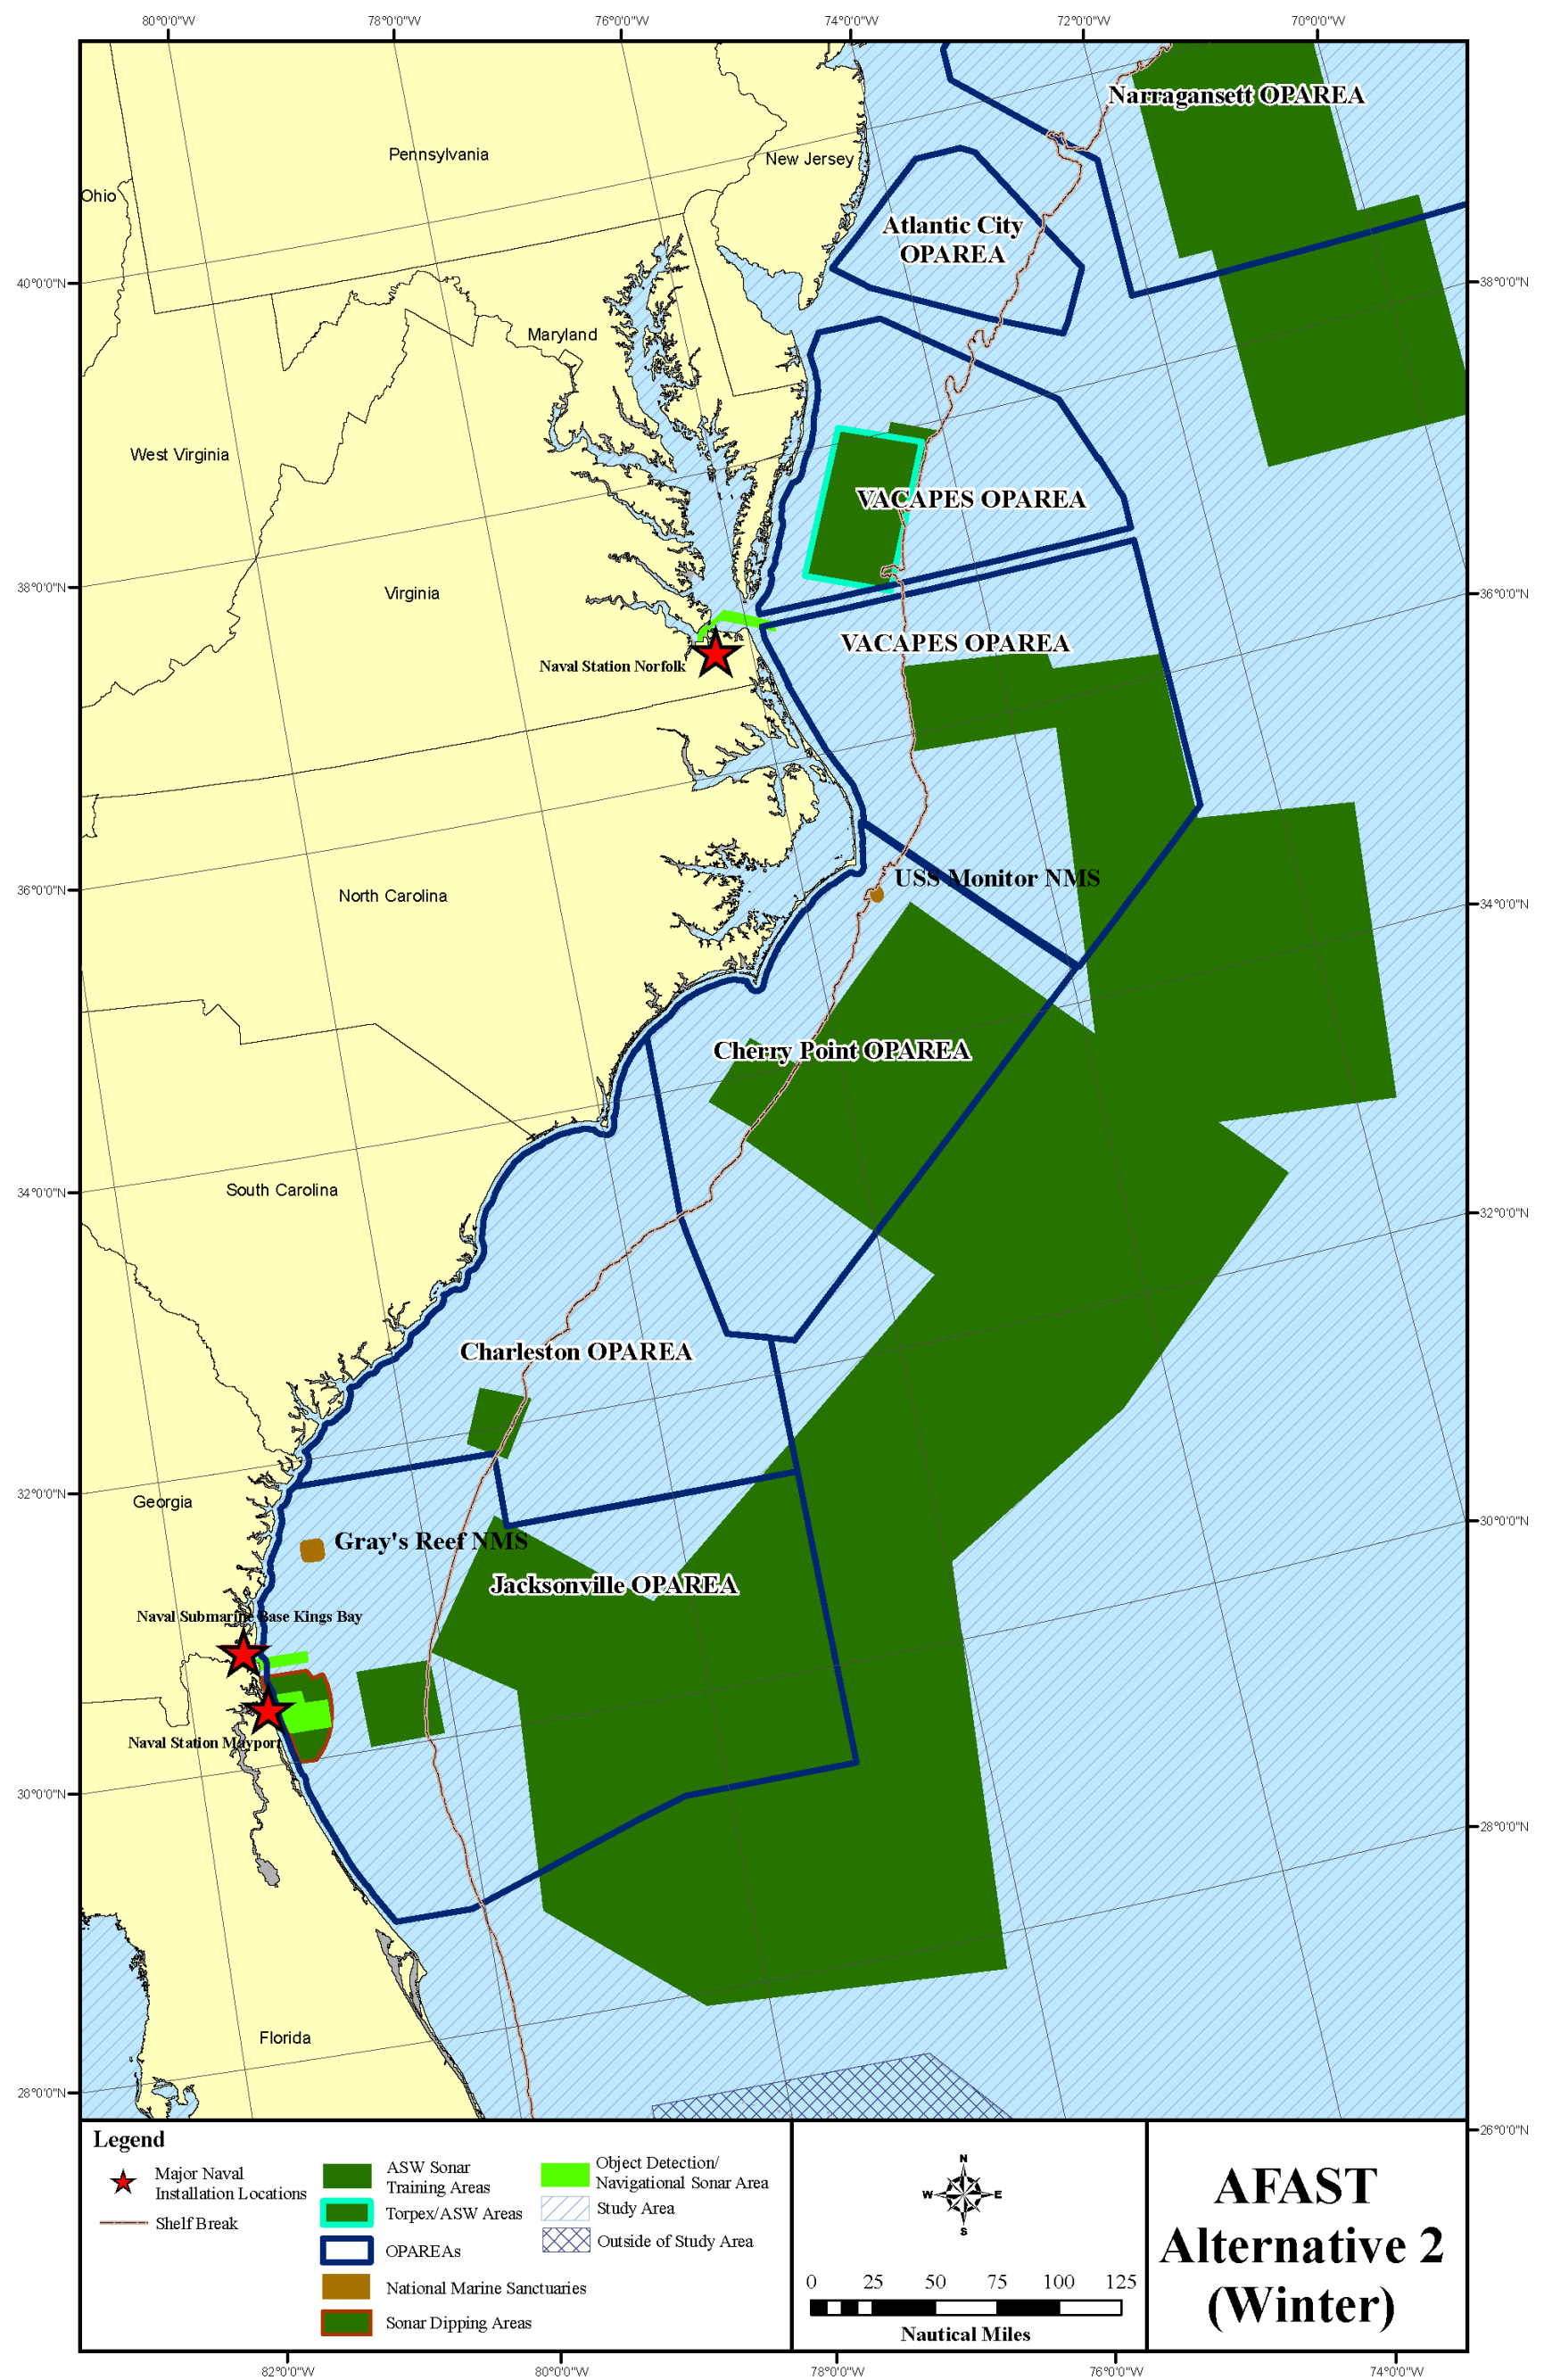 80°0'0"W
78°0'0"W
76°0'0"W
74°0'0"W
72°0'0"W
70°0'0"W
Narragansett OPAREA
Pennsylvania
New Jersey
Ohio
Atlantic City
OPAREA
40°0'0"N
38°0'0"N
Maryland
West Virginia
VACAPES OPAREA
38°0'0"N
36°0'0"N
Virginia
VACAPES OPAREA
Naval Station Norfolk
USS Monitor NMS
36°0'0"N
34°0'0"N
North Carolina
Cherry Point OPAREA
South Carolina
34°0'0"N
32°0'0"N
Charleston OPAREA
32°0'0"N
30°0'0"N
Georgia
Gray's Reef NMS
Jacksonville OPAREA
Naval Submarine Base Kings Bay
Naval Station Mayport
30°0'0"N
28°0'0"N
Florida
28°0'0"N
26°0'0"N
Legend
Major Naval
Installation Locations
Shelf Break
ASW Sonar
Training Areas
Torpex/ASW Areas
OPAREAs
National Marine Sanctuaries
Sonar Dipping Areas
Object Detection/
Navigational Sonar Area
Study Area
Outside of Study Area
N
W E
S
0 25 50 75 100 125
Nautical Miles
AFAST
Alternative 2
(Winter)
82°0'0"W
80°0'0"W
78°0'0"W
76°0'0"W
74°0'0"W